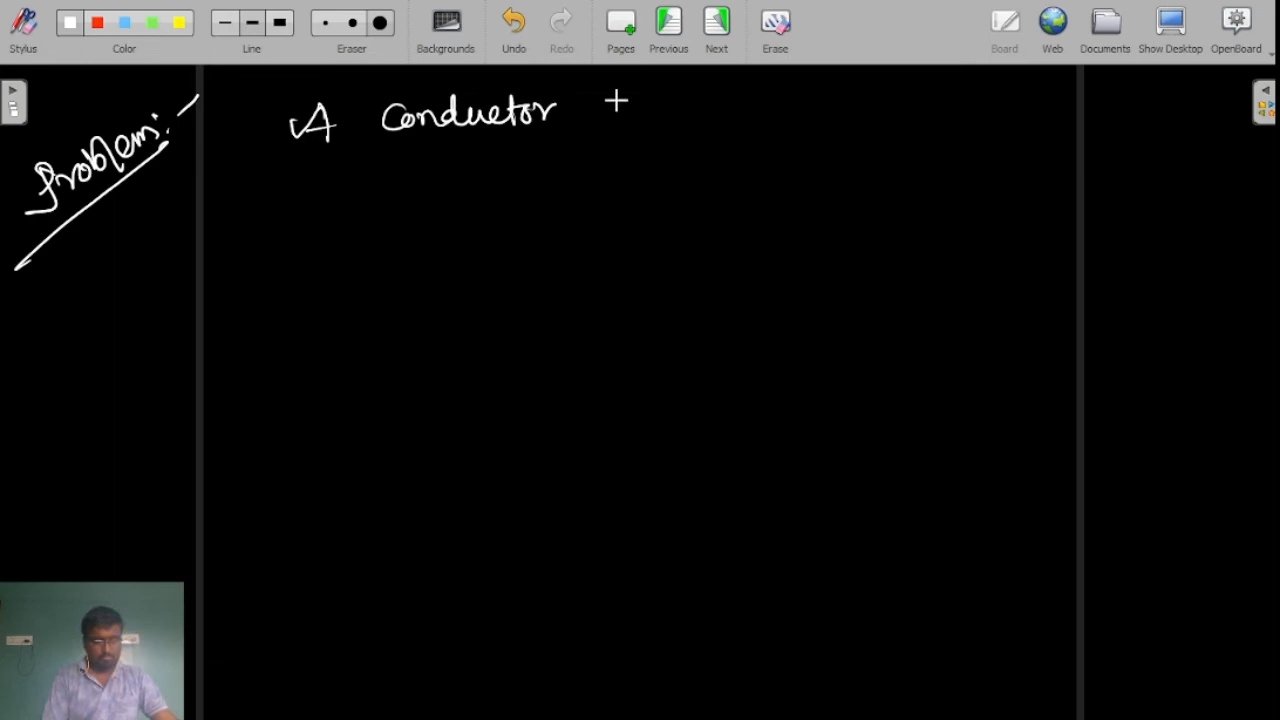 Stylus
Color
Line
Eraser
Backgrounds
Undo
Redo
Pages
Previous
Next
Erase
Board
Web
Documents
Show Desktop
OpenBoard
Problem:-
A conductor